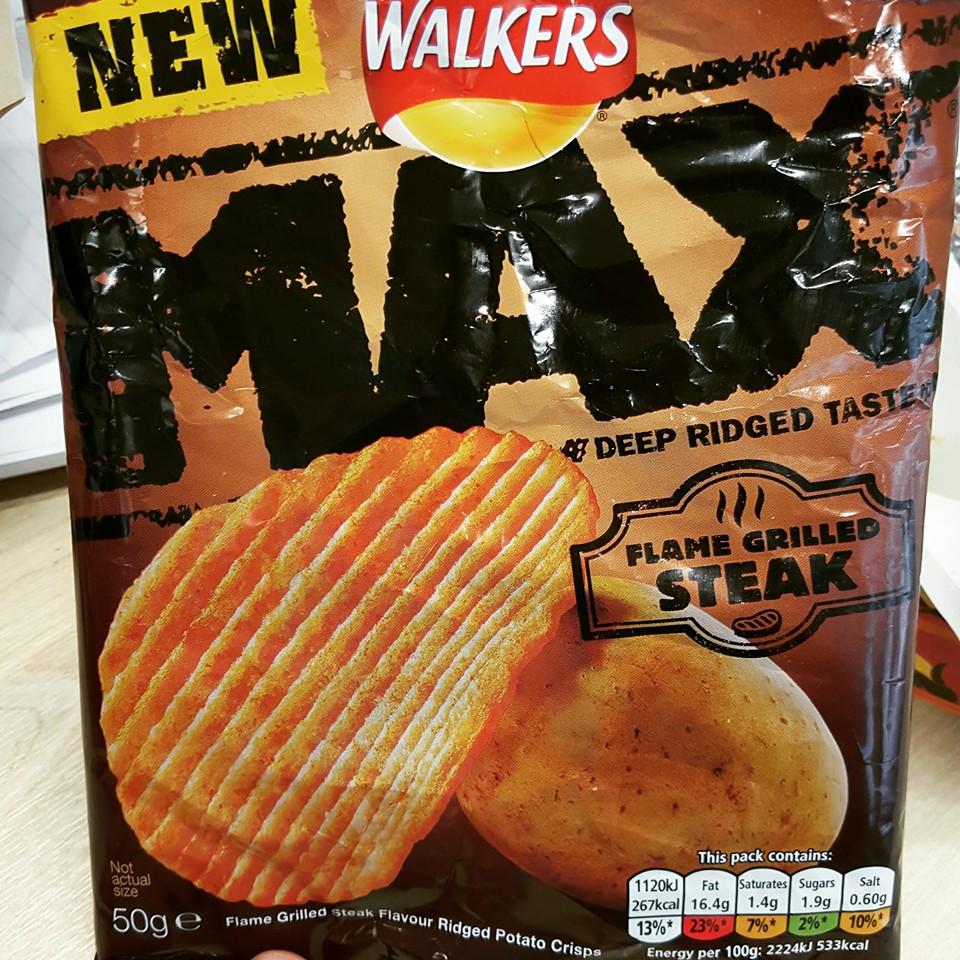 NEW
WALKERS
®
MAX
®
DEEP RIDGED TASTE
FLAME GRILLED
STEAK
Not
actual
size
50g ℮
Flame Grilled Steak Flavour Ridged Potato Crisps
This pack contains:
1120kJ Fat Saturates Sugars Salt
267kcal 16.4g 1.4g 1.9g 0.60g
13%* 23%* 7%* 2%* 10%*
Energy per 100g: 2224kJ 533kcal